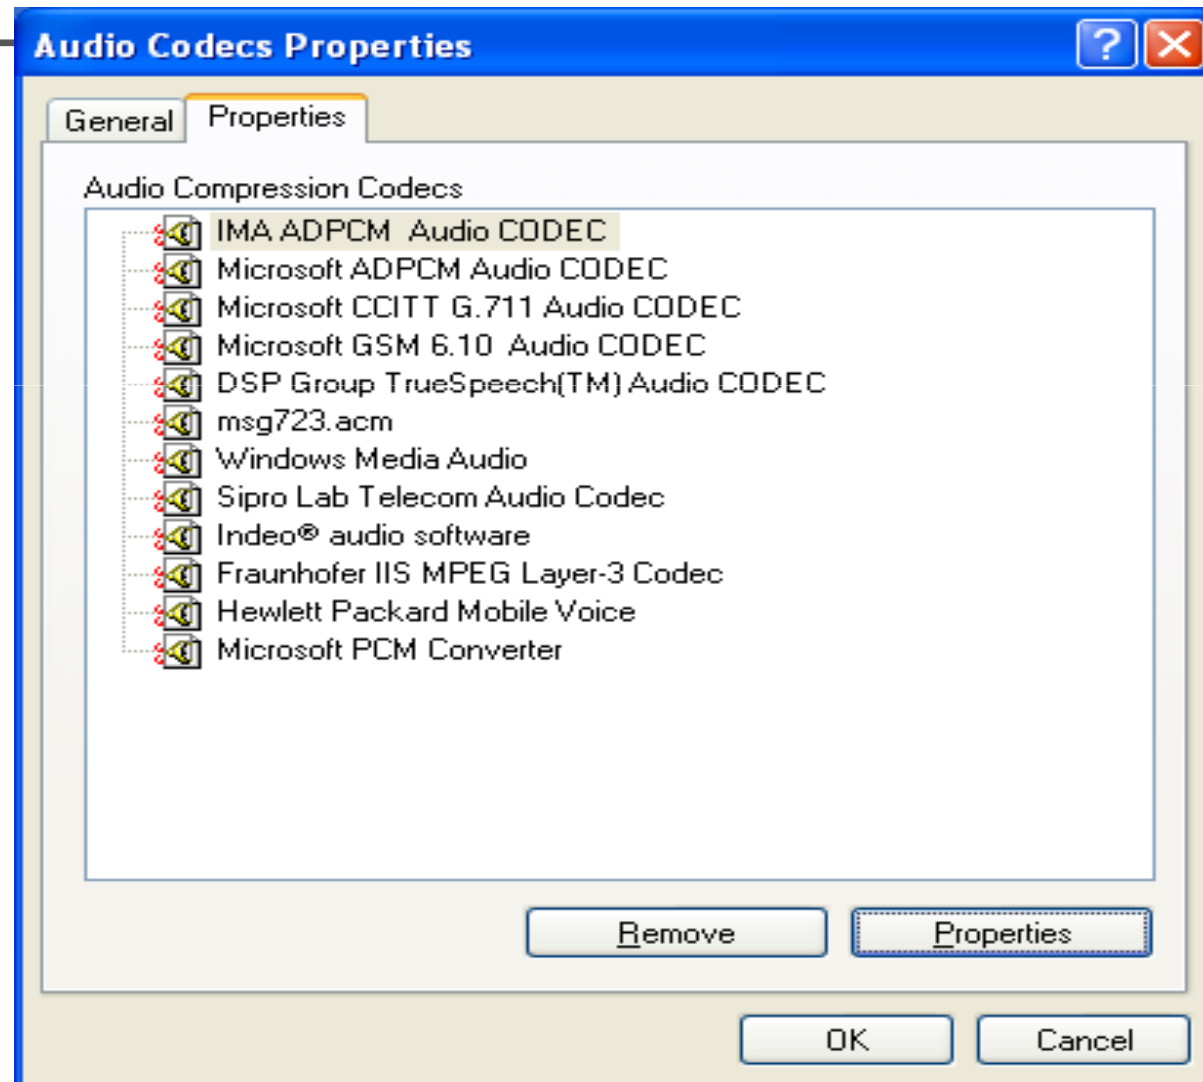 Audio Codecs Properties
General Properties
Audio Compression Codecs
IMA ADPCM Audio CODEC
Microsoft ADPCM Audio CODEC
Microsoft CCITT G.711 Audio CODEC
Microsoft GSM 6.10 Audio CODEC
DSP Group TrueSpeech(TM) Audio CODEC
msg723.acm
Windows Media Audio
Sipro Lab Telecom Audio Codec
Indeo® audio software
Fraunhofer IIS MPEG Layer-3 Codec
Hewlett Packard Mobile Voice
Microsoft PCM Converter
Remove Properties
OK Cancel